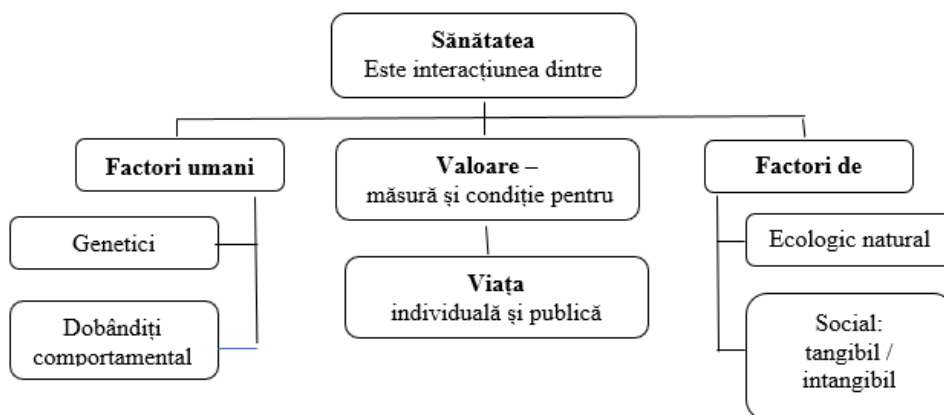 Sănătatea
Este interacțiunea dintre
Factori umani
Valoare –
măsură și condiție pentru
Factori de
Genetici
Viața
individuală și publică
Ecologic natural
Dobândiți
comportamental
Social:
tangibil /
intangibil